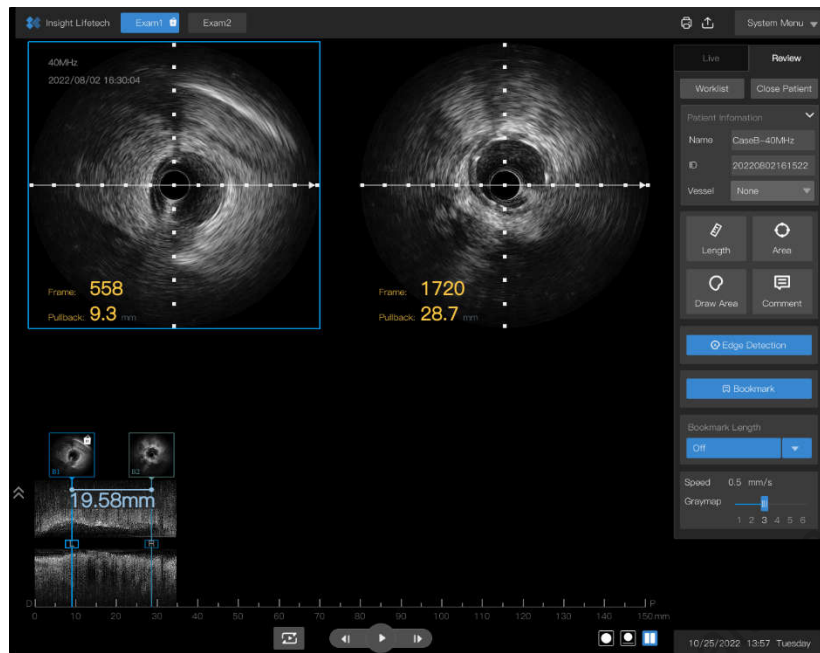 Insight Lifetech
Exam1
Exam2
System Menu
40MHz
2022/08/02 16:30:04
Frame: 558
Pullback: 9.3 mm
Frame: 1720
Pullback: 28.7 mm
Live
Review
Worklist
Close Patient
Patient Infomation
Name
CaseB-40MHz
ID
20220802161522
Vessel
None
Length
Area
Draw Area
Comment
Edge Detection
Bookmark
Bookmark Length
Off
Speed 0.5 mm/s
Graymap
1 2 3 4 5 6
B1
B2
19.58mm
L
D
P
0 10 20 30 40 50 60 70 80 90 100 110 120 130 140 150 mm
10/25/2022 13:57 Tuesday